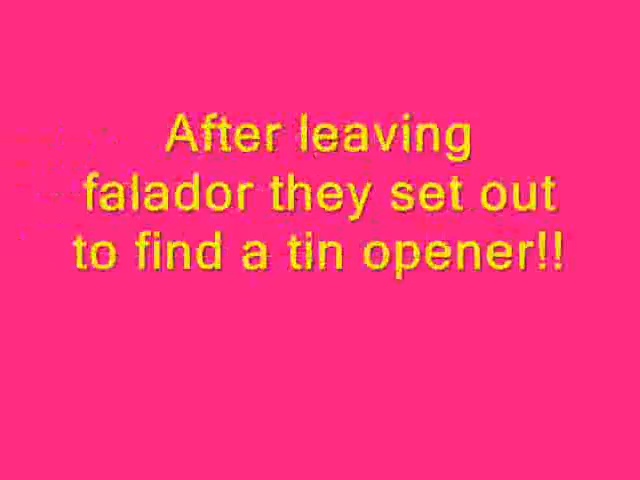 After leaving
falador they set out
to find a tin opener!!